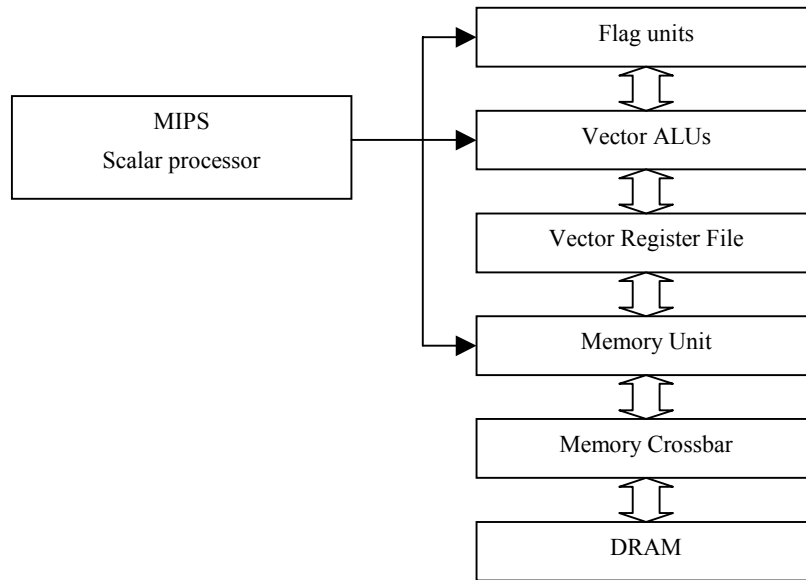 Flag units
MIPS
Scalar processor
Vector ALUs
Vector Register File
Memory Unit
Memory Crossbar
DRAM